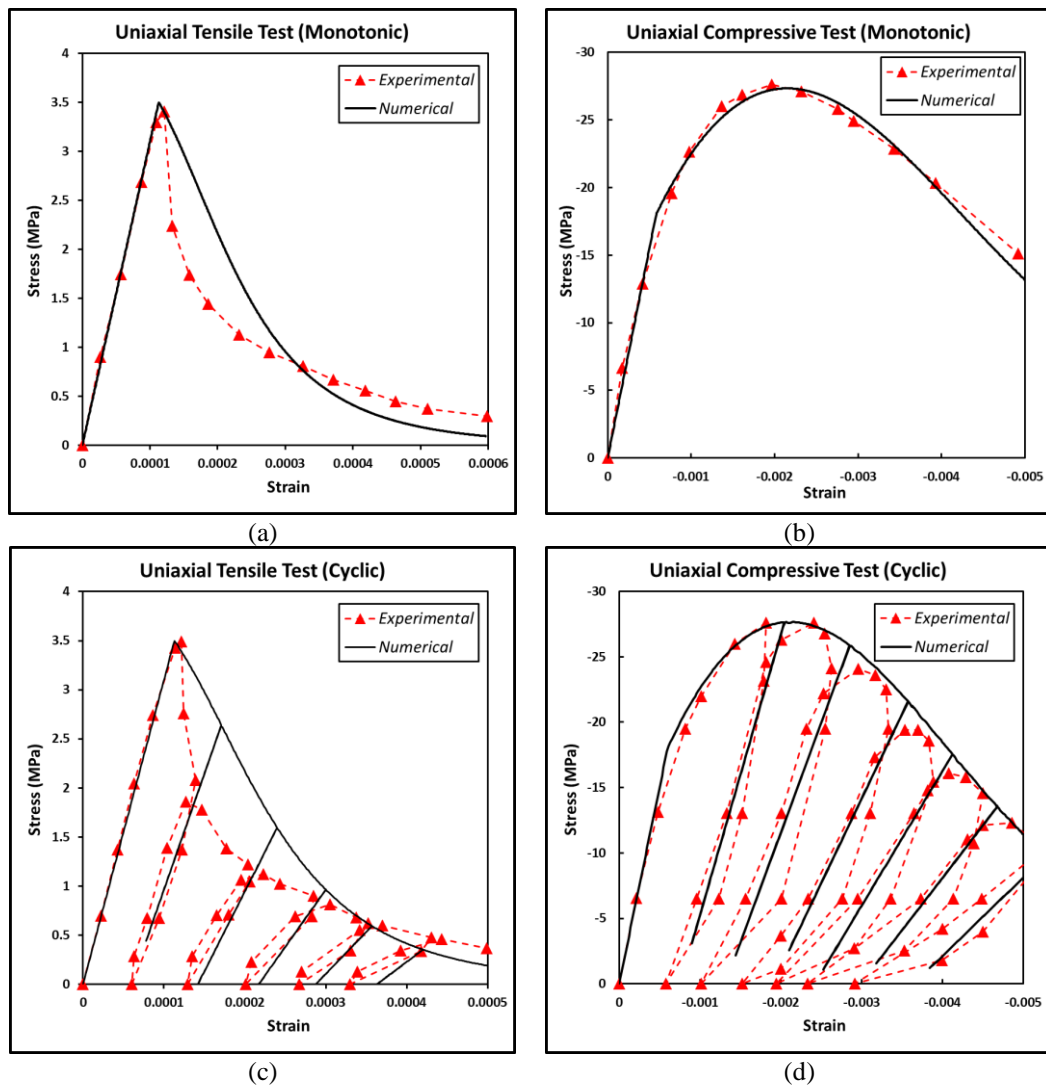 Uniaxial Tensile Test (Monotonic)
4
3.5
3
2.5
2
1.5
1
0.5
0
Stress (MPa)
0 0.0001 0.0002 0.0003 0.0004 0.0005 0.0006
Strain
Experimental
Numerical
(a)
Uniaxial Compressive Test (Monotonic)
-30
-25
-20
-15
-10
-5
0
Stress (MPa)
0 -0.001 -0.002 -0.003 -0.004 -0.005
Strain
Experimental
Numerical
(b)
Uniaxial Tensile Test (Cyclic)
4
3.5
3
2.5
2
1.5
1
0.5
0
Stress (MPa)
0 0.0001 0.0002 0.0003 0.0004 0.0005
Strain
Experimental
Numerical
(c)
Uniaxial Compressive Test (Cyclic)
-30
-25
-20
-15
-10
-5
0
Stress (MPa)
0 -0.001 -0.002 -0.003 -0.004 -0.005
Strain
Experimental
Numerical
(d)